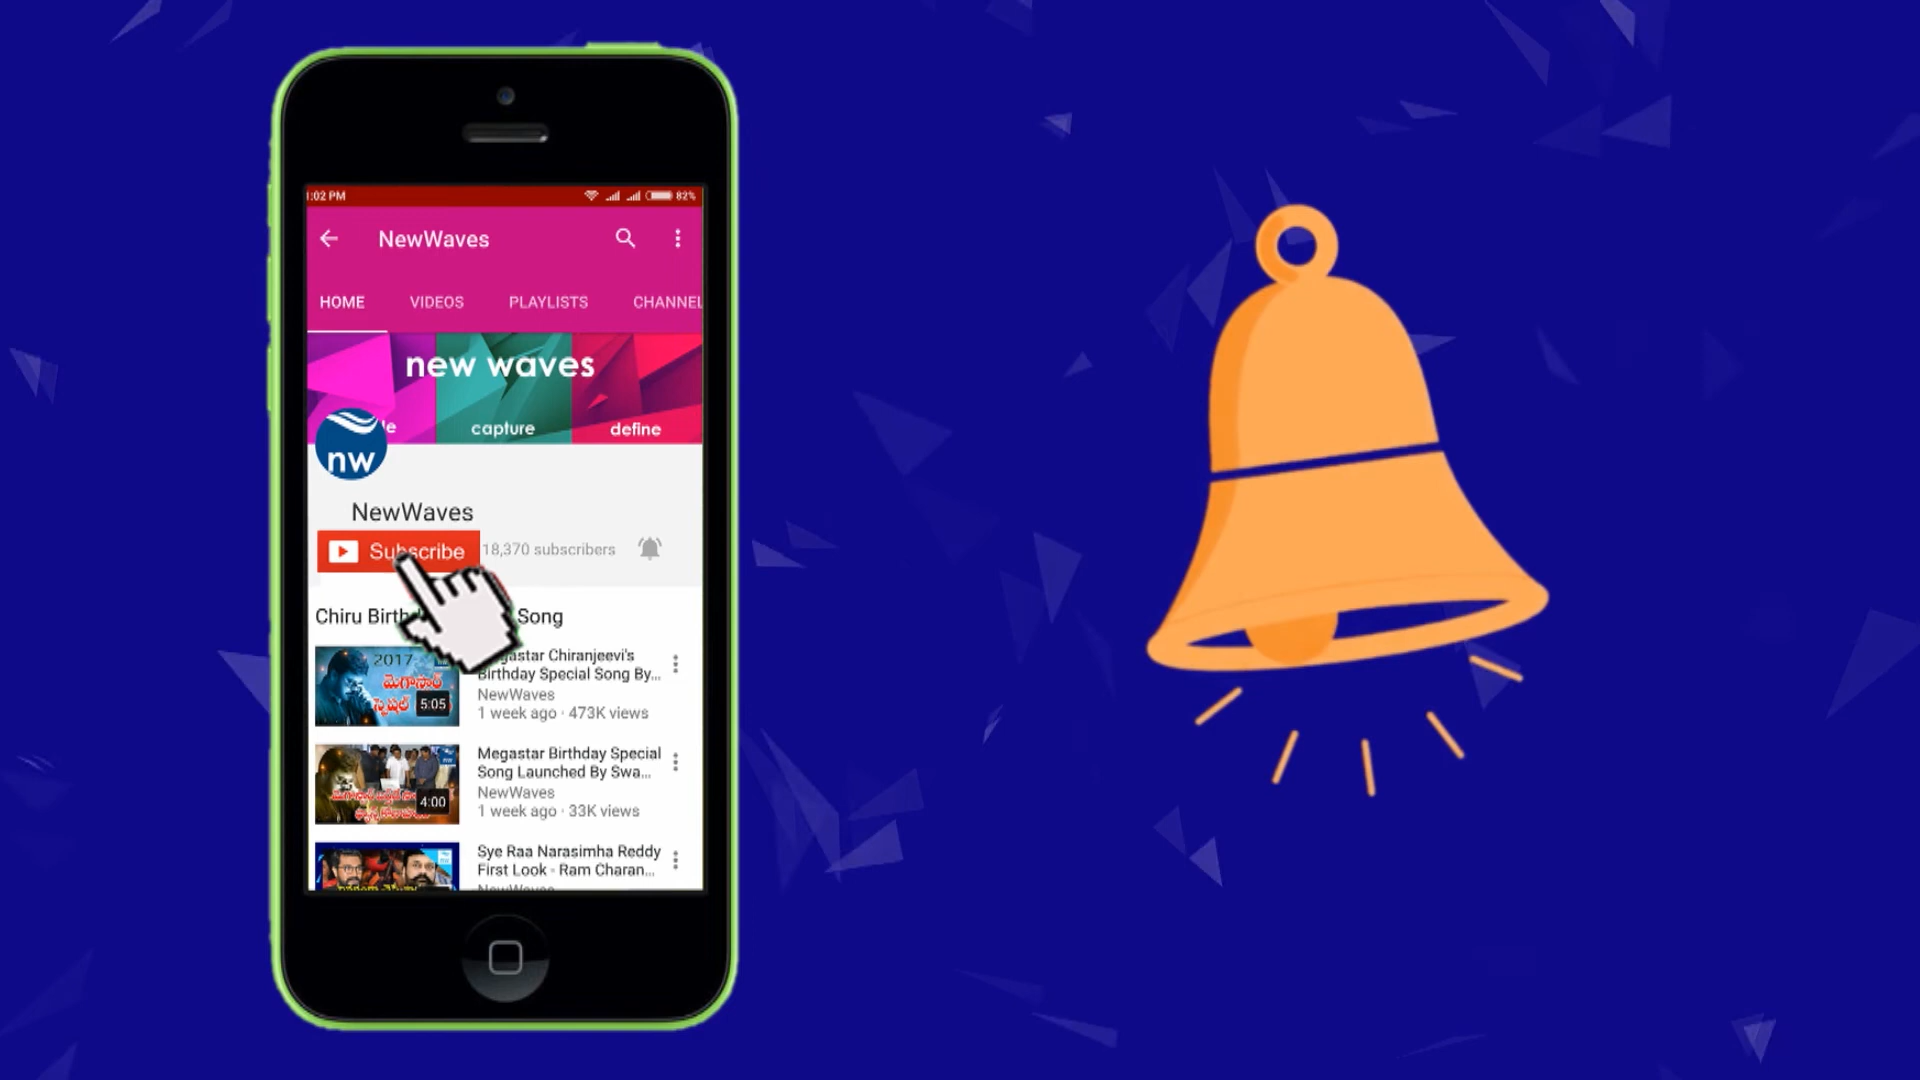 1:02 PM 82%
NewWaves
HOME VIDEOS PLAYLISTS CHANNEL
new waves
capture define
nw
NewWaves
Subscribe 18,370 subscribers
Chiru Song
2017
మెగాస్టార్
స్పెషల్
5:05
Chiranjeevi's
Birthday Special Song By...
NewWaves
1 week ago · 473K views
4:00
Megastar Birthday Special
Song Launched By Swa...
NewWaves
1 week ago · 33K views
Sye Raa Narasimha Reddy
First Look - Ram Charan...
NewWaves